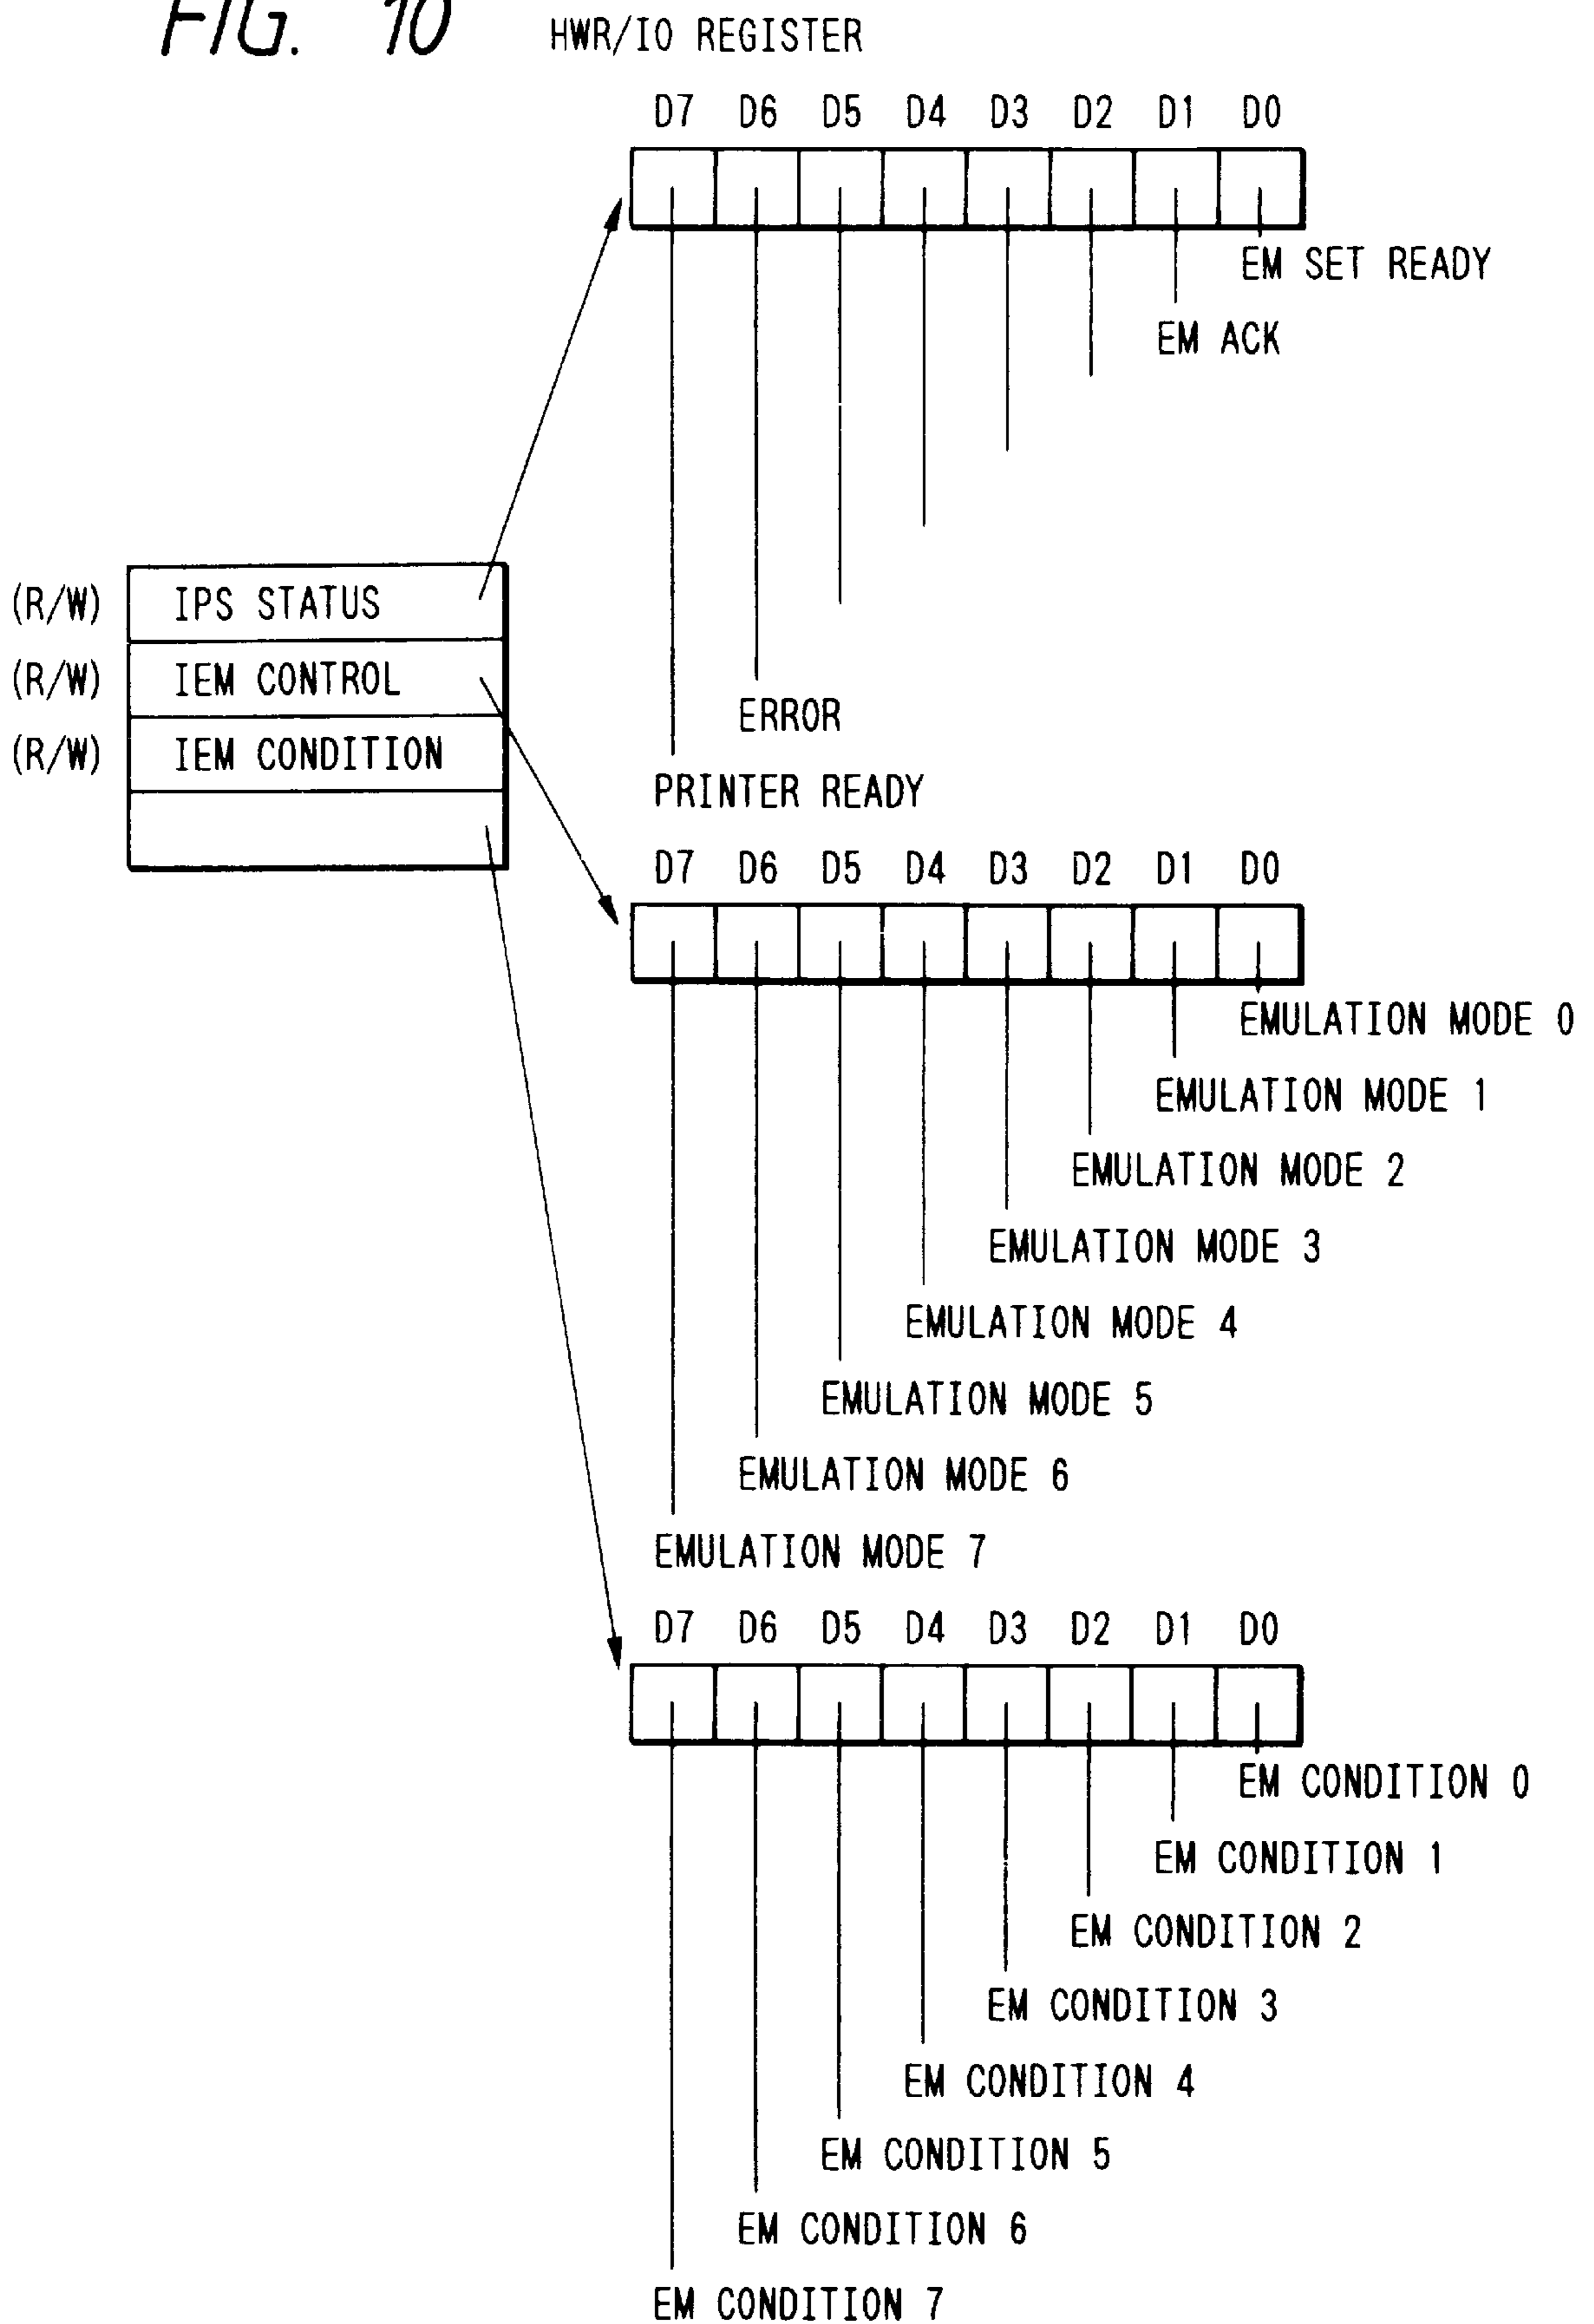 FIG. 10
HWR/IO REGISTER
D7 D6 D5 D4 D3 D2 D1 D0
EM SET READY
EM ACK
(R/W) IPS STATUS
(R/W) IEM CONTROL
ERROR
(R/W) IEM CONDITION
PRINTER READY
D7 D6 D5 D4 D3 D2 D1 D0
EMULATION MODE 0
EMULATION MODE 1
EMULATION MODE 2
EMULATION MODE 3
EMULATION MODE 4
EMULATION MODE 5
EMULATION MODE 6
EMULATION MODE 7
D7 D6 D5 D4 D3 D2 D1 D0
EM CONDITION 0
EM CONDITION 1
EM CONDITION 2
EM CONDITION 3
EM CONDITION 4
EM CONDITION 5
EM CONDITION 6
EM CONDITION 7